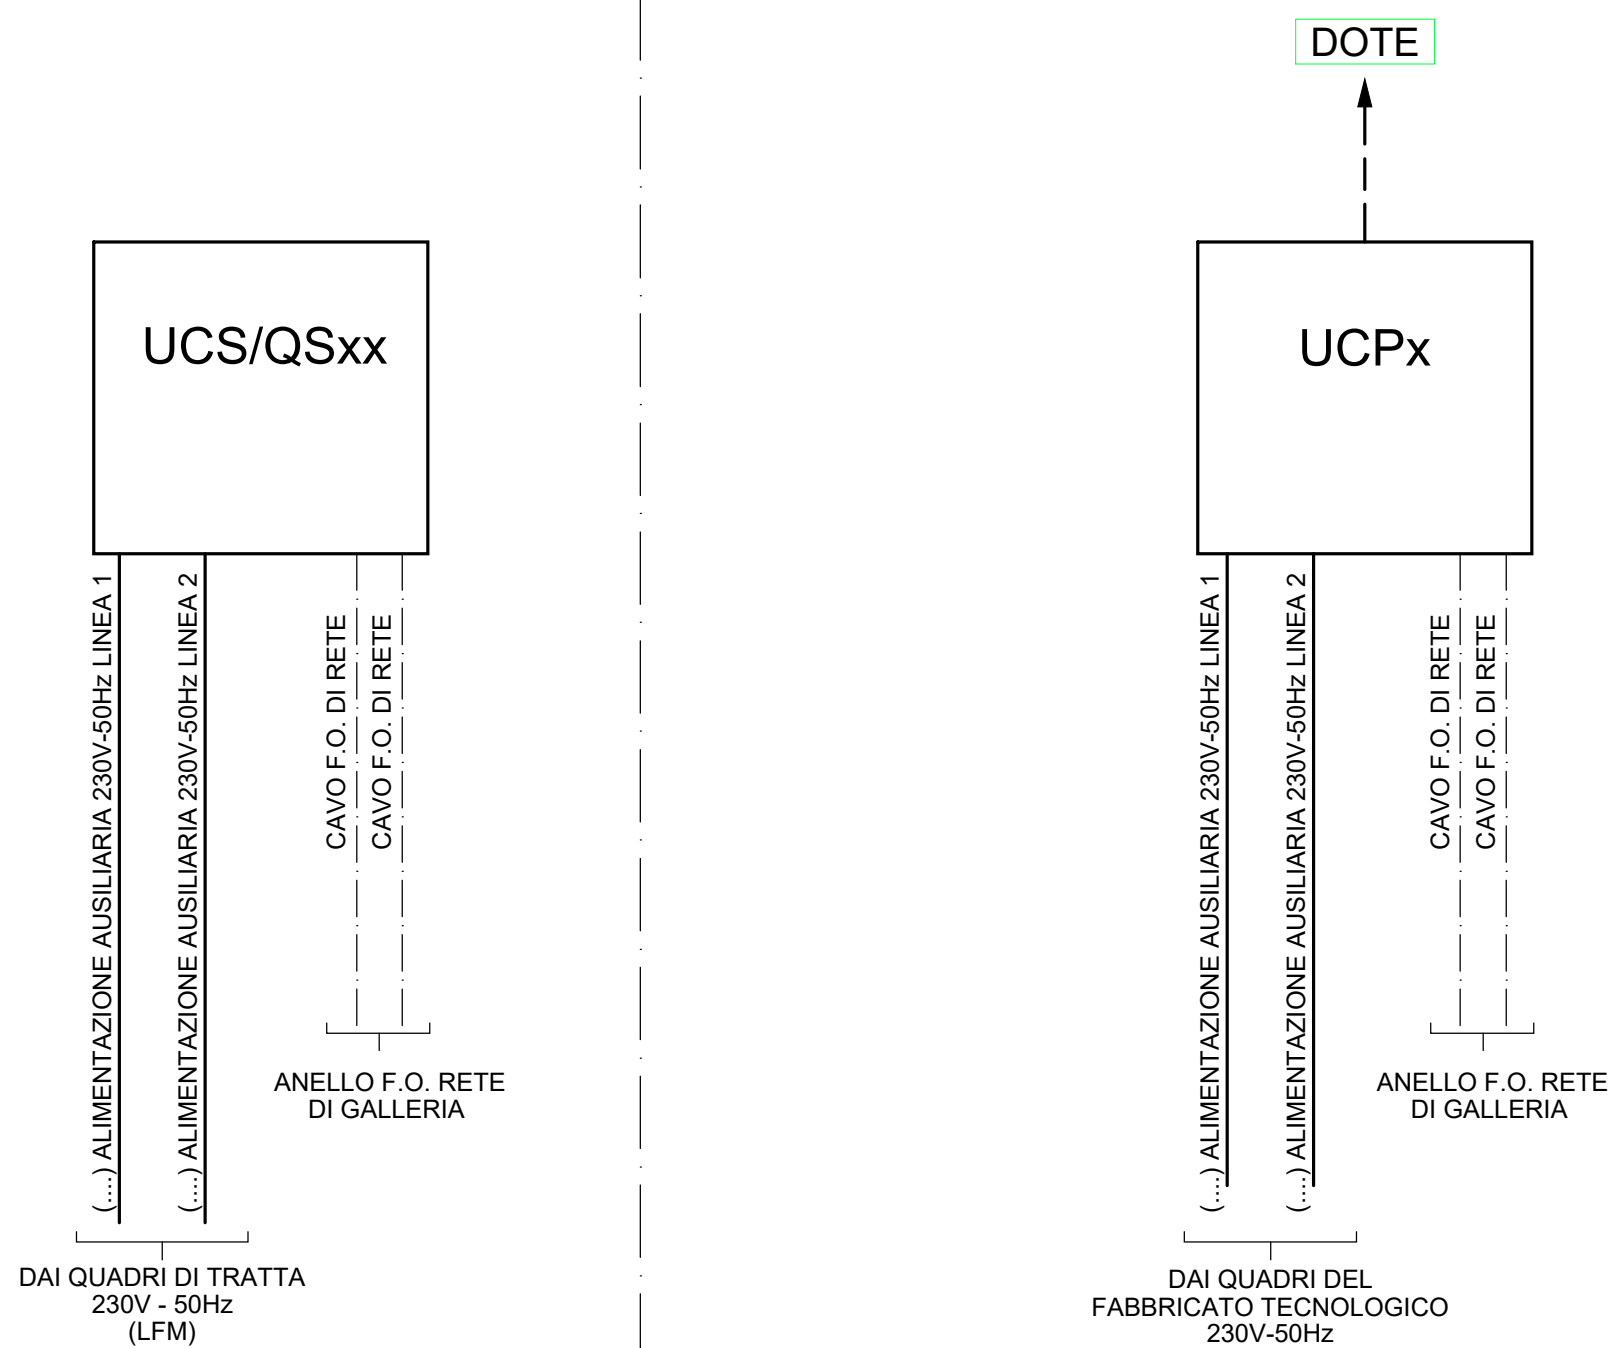 DOTE
UCS/QSxx
UCPx
(....) ALIMENTAZIONE AUSILIARIA 230V-50Hz LINEA 1
(....) ALIMENTAZIONE AUSILIARIA 230V-50Hz LINEA 2
CAVO F.O. DI RETE
CAVO F.O. DI RETE
ANELLO F.O. RETE
DI GALLERIA
DAI QUADRI DI TRATTA
230V - 50Hz
(LFM)
(.....) ALIMENTAZIONE AUSILIARIA 230V-50Hz LINEA 1
(.....) ALIMENTAZIONE AUSILIARIA 230V-50Hz LINEA 2
CAVO F.O. DI RETE
CAVO F.O. DI RETE
ANELLO F.O. RETE
DI GALLERIA
DAI QUADRI DEL
FABBRICATO TECNOLOGICO
230V-50Hz